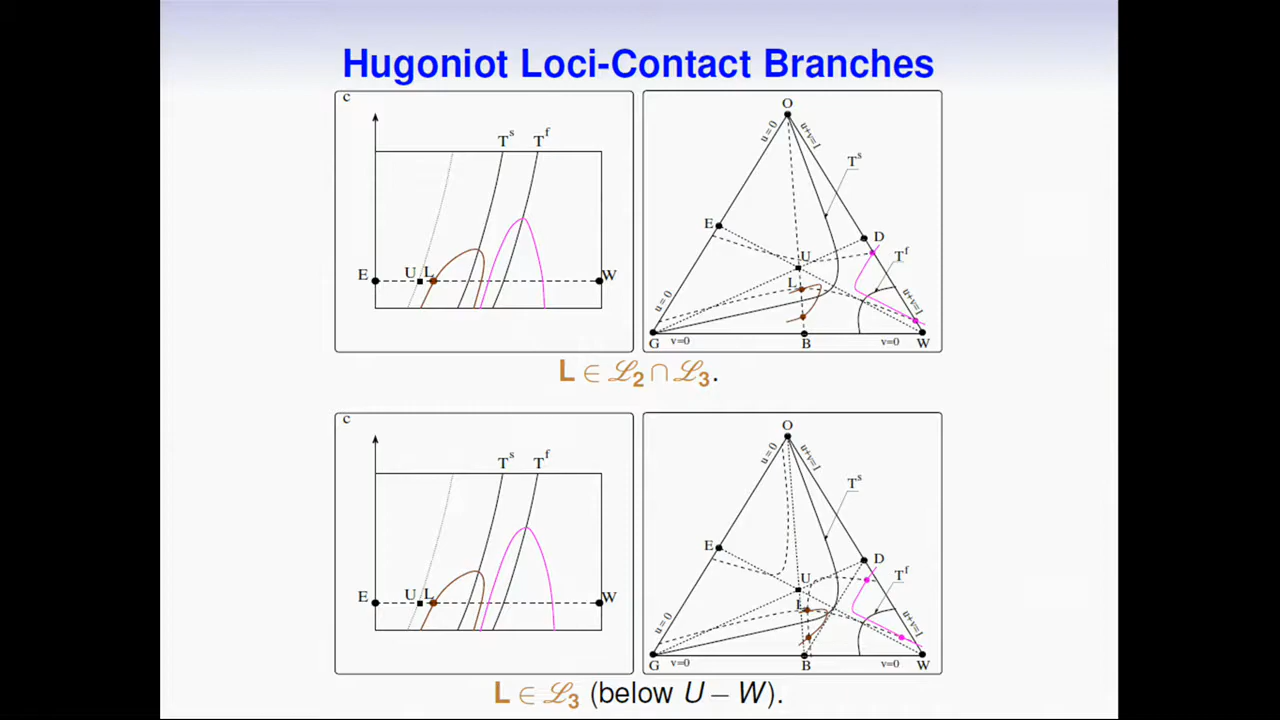 Hugoniot Loci-Contact Branches
c
T^s T^f
E U L W
O
u=0 u+v=1
T^s
E D
U T^f
L
u=0 u+v=1
G v=0 B v=0 W
L ∈ ℒ₂ ∩ ℒ₃.
c
T^s T^f
E U L W
O
u=0 u+v=1
T^s
E D
U T^f
L
u=0 u+v=1
G v=0 B v=0 W
L ∈ ℒ₃ (below U − W).